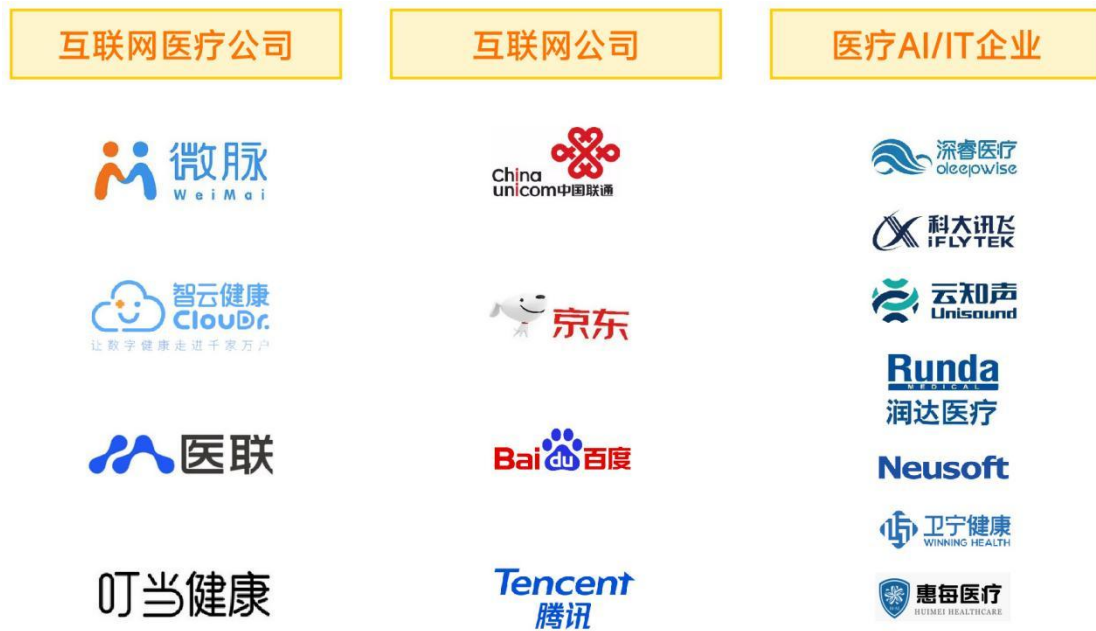 互联网医疗公司
互联网公司
医疗AI/IT企业
微脉
WeiMai
智云健康
ClouDr.
让数字健康走进千家万户
医联
叮当健康
China
unicom中国联通
京东
Bai du 百度
Tencent
腾讯
深睿医疗
deepwise
科大讯飞
iFLYTEK
云知声
Unisound
Runda
MEDICAL
润达医疗
Neusoft
卫宁健康
WINNING HEALTH
惠每医疗
HUIMEI HEALTHCARE